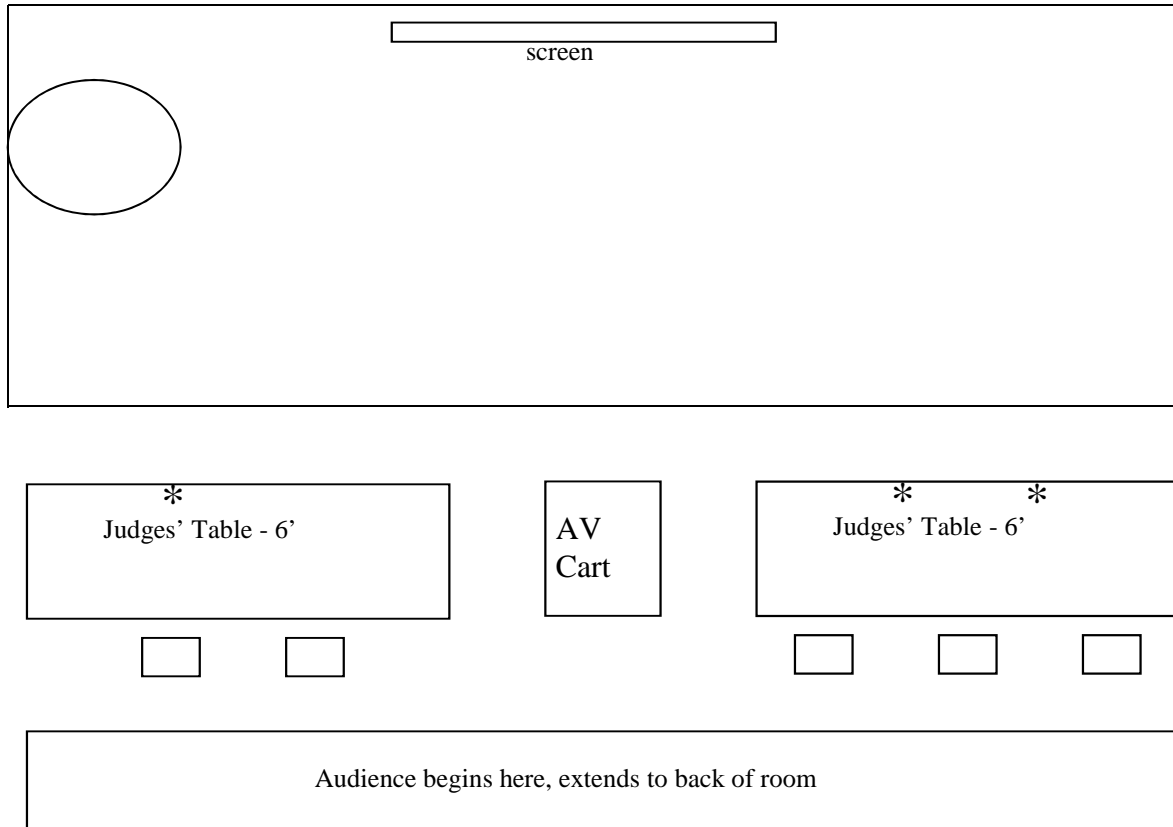 screen
* * *
Judges’ Table - 6’
AV
Cart
Judges’ Table - 6’
Audience begins here, extends to back of room